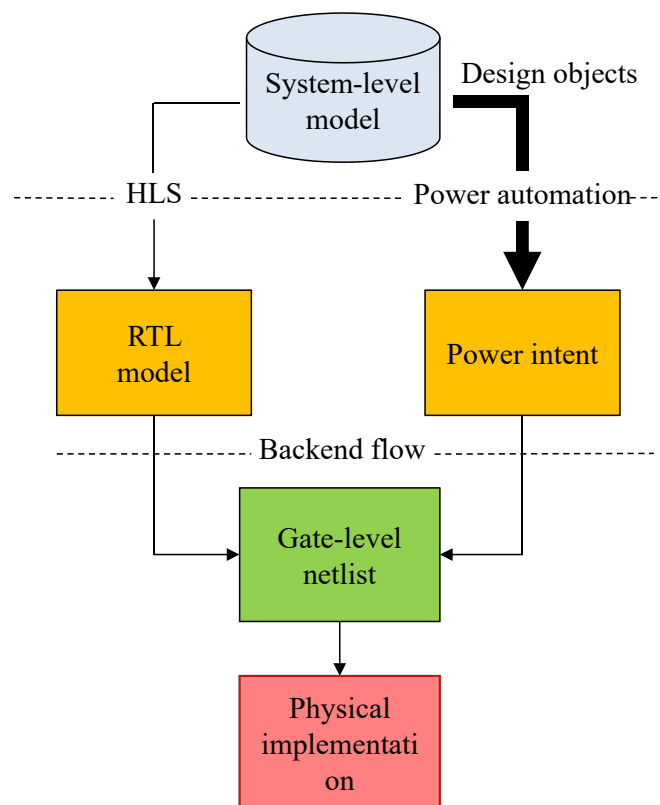 System-level
model
Design objects
HLS
Power automation
RTL
model
Power intent
Backend flow
Gate-level
netlist
Physical
implementati
on